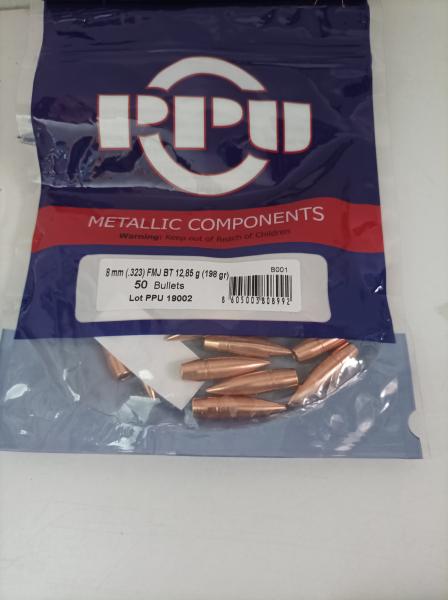 PPU
METALLIC COMPONENTS
Warning: Keep out of Reach of Children
8 mm (.323) FMJ BT 12,85 g (198 gr) B001
50 Bullets
Lot PPU 19002
8605003808992